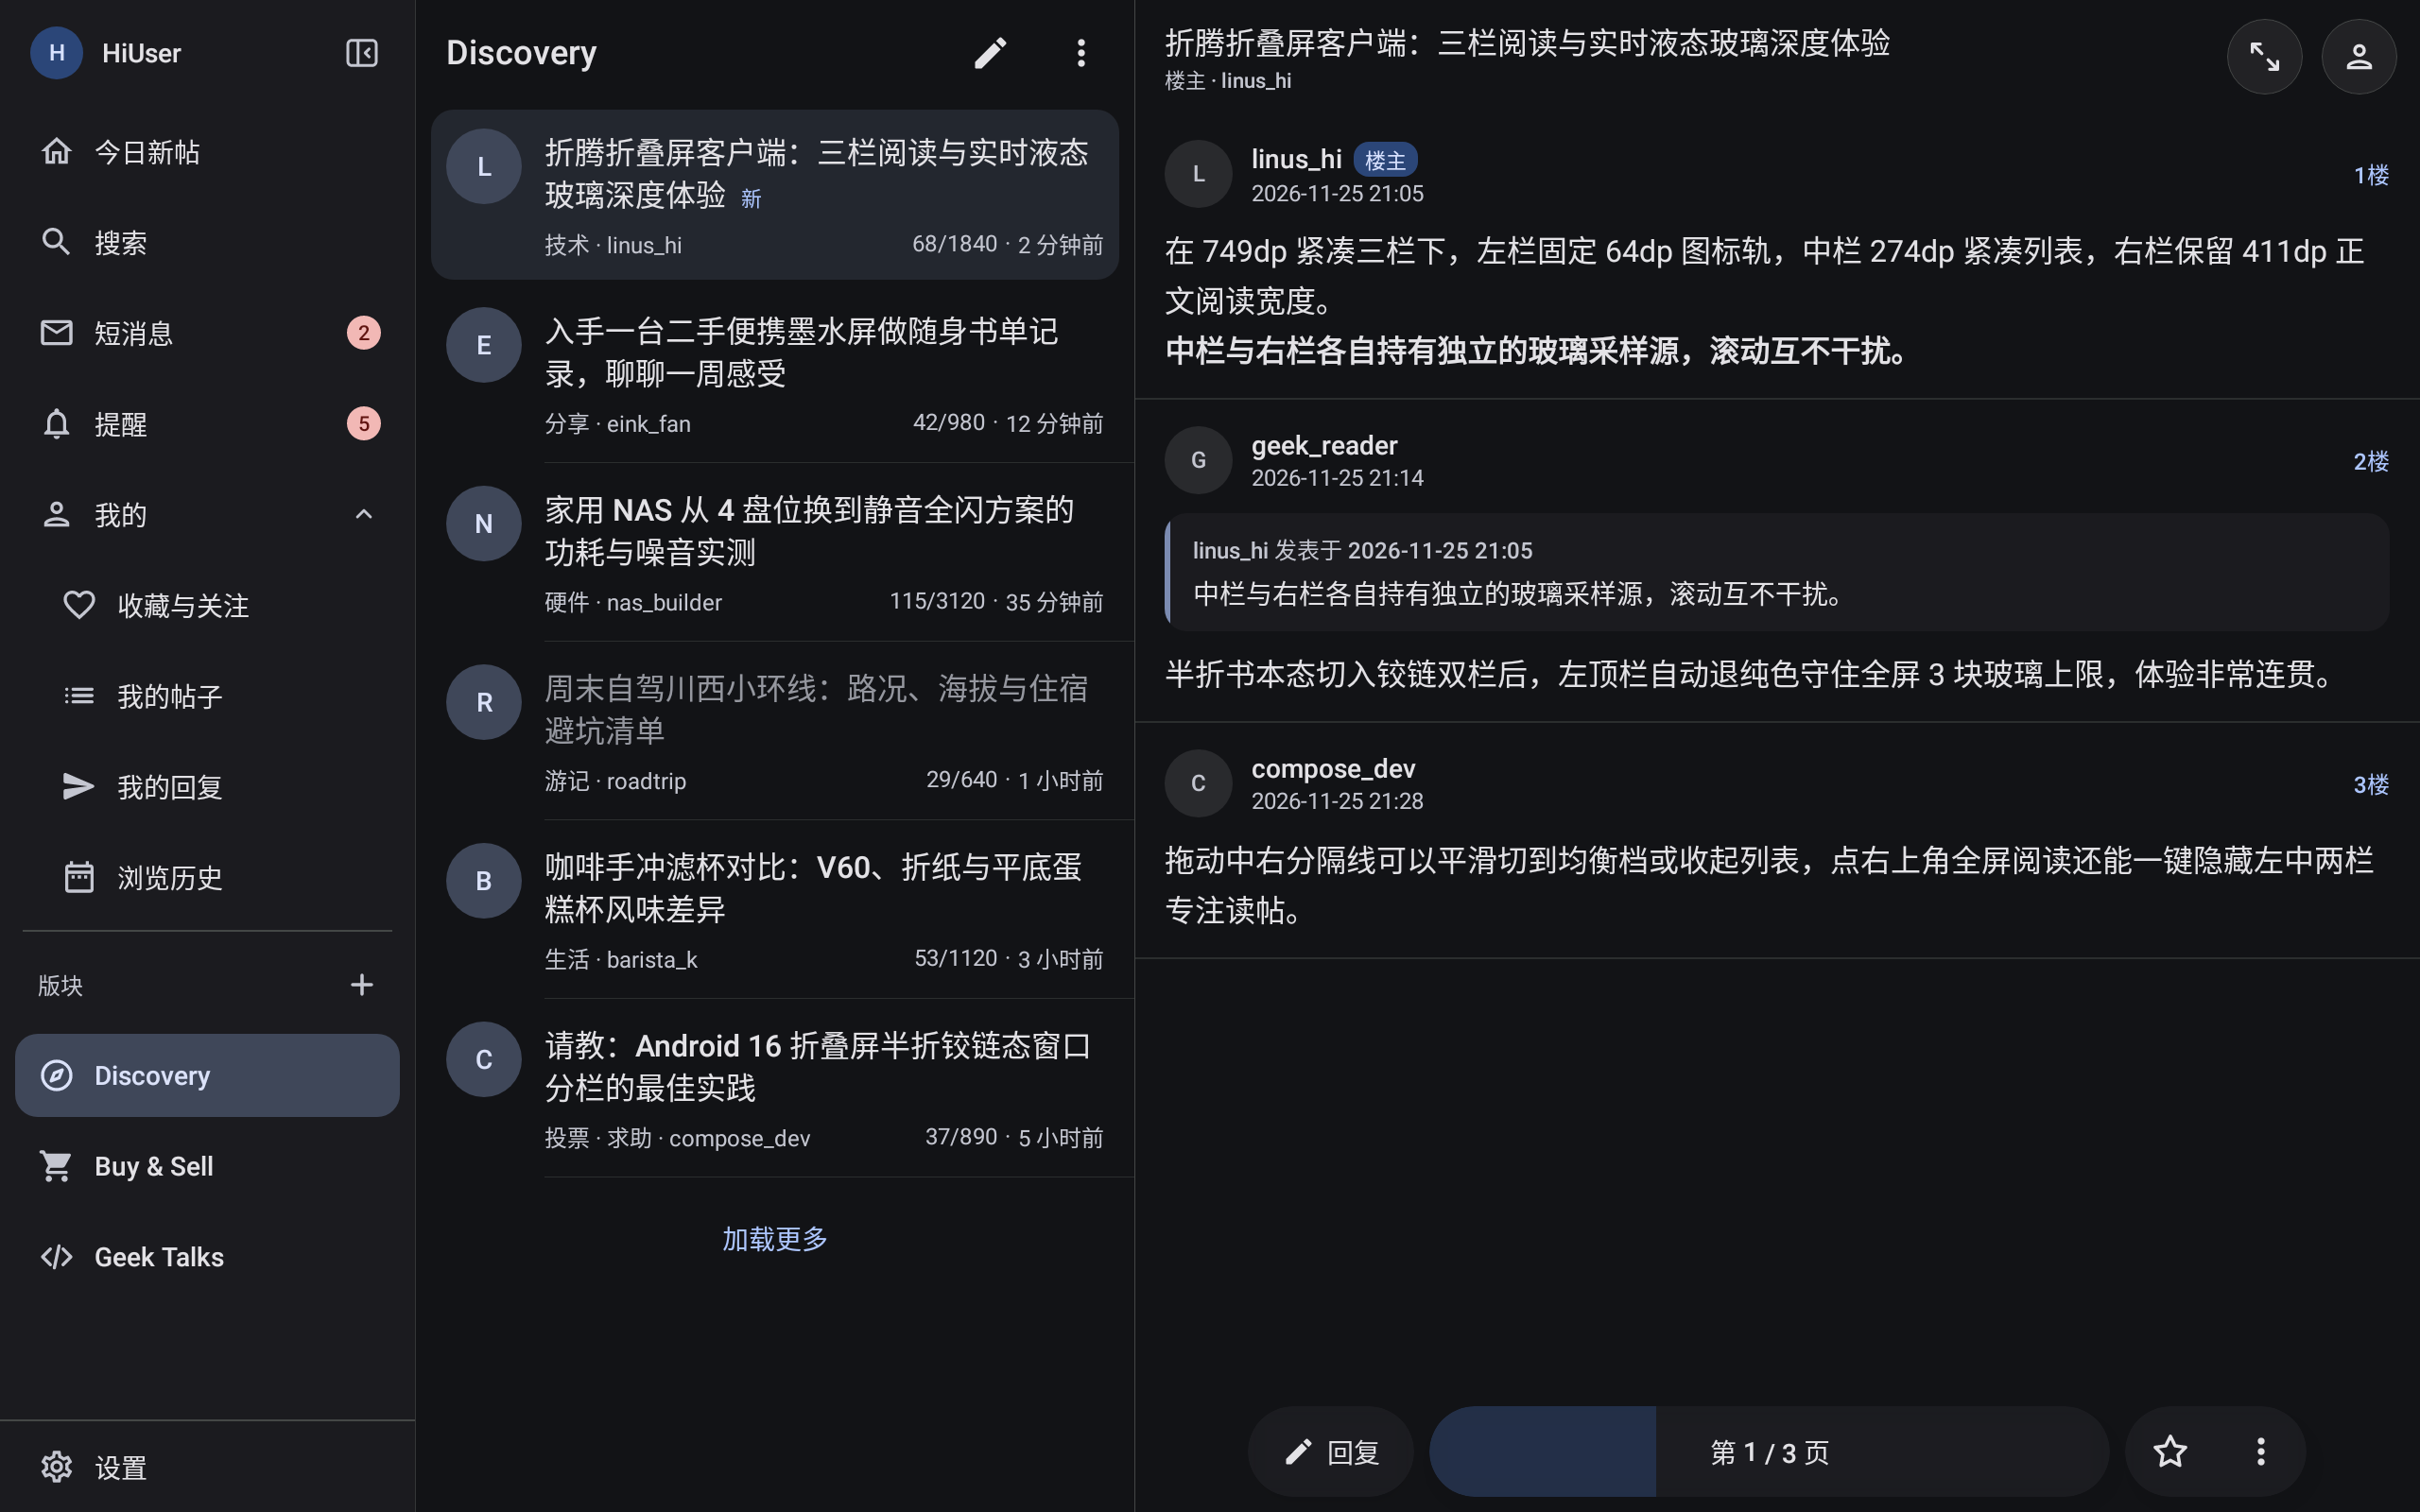 H HiUser
今日新帖
搜索
短消息 2
提醒 5
我的
收藏与关注
我的帖子
我的回复
浏览历史
版块
Discovery
Buy & Sell
Geek Talks
设置
Discovery
L
折腾折叠屏客户端：三栏阅读与实时液态
玻璃深度体验 新
技术 · linus_hi 68/1840 · 2 分钟前
E
入手一台二手便携墨水屏做随身书单记
录，聊聊一周感受
分享 · eink_fan 42/980 · 12 分钟前
N
家用 NAS 从 4 盘位换到静音全闪方案的
功耗与噪音实测
硬件 · nas_builder 115/3120 · 35 分钟前
R
周末自驾川西小环线：路况、海拔与住宿
避坑清单
游记 · roadtrip 29/640 · 1 小时前
B
咖啡手冲滤杯对比：V60、折纸与平底蛋
糕杯风味差异
生活 · barista_k 53/1120 · 3 小时前
C
请教：Android 16 折叠屏半折铰链态窗口
分栏的最佳实践
投票 · 求助 · compose_dev 37/890 · 5 小时前
加载更多
折腾折叠屏客户端：三栏阅读与实时液态玻璃深度体验
楼主 · linus_hi
L
linus_hi 楼主
2026-11-25 21:05
1楼
在 749dp 紧凑三栏下，左栏固定 64dp 图标轨，中栏 274dp 紧凑列表，右栏保留 411dp 正
文阅读宽度。
中栏与右栏各自持有独立的玻璃采样源，滚动互不干扰。
G
geek_reader
2026-11-25 21:14
2楼
linus_hi 发表于 2026-11-25 21:05
中栏与右栏各自持有独立的玻璃采样源，滚动互不干扰。
半折书本态切入铰链双栏后，左顶栏自动退纯色守住全屏 3 块玻璃上限，体验非常连贯。
C
compose_dev
2026-11-25 21:28
3楼
拖动中右分隔线可以平滑切到均衡档或收起列表，点右上角全屏阅读还能一键隐藏左中两栏
专注读帖。
回复
第 1 / 3 页